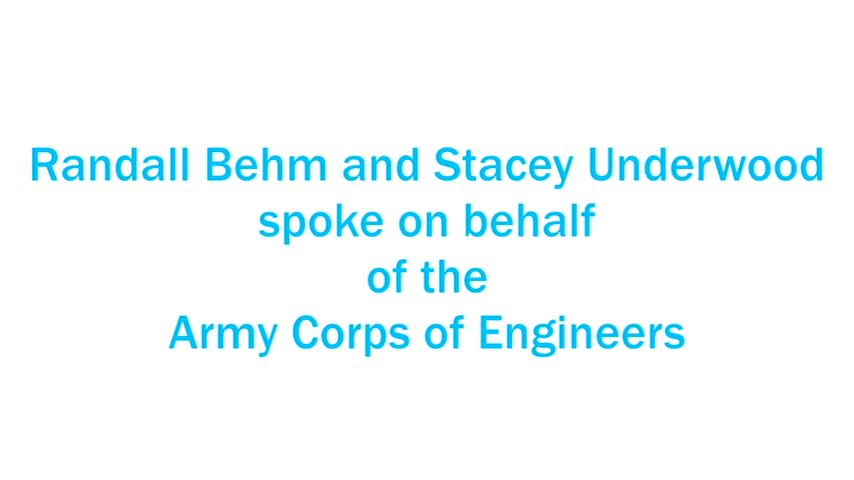 Randall Behm and Stacey Underwood
spoke on behalf
of the
Army Corps of Engineers